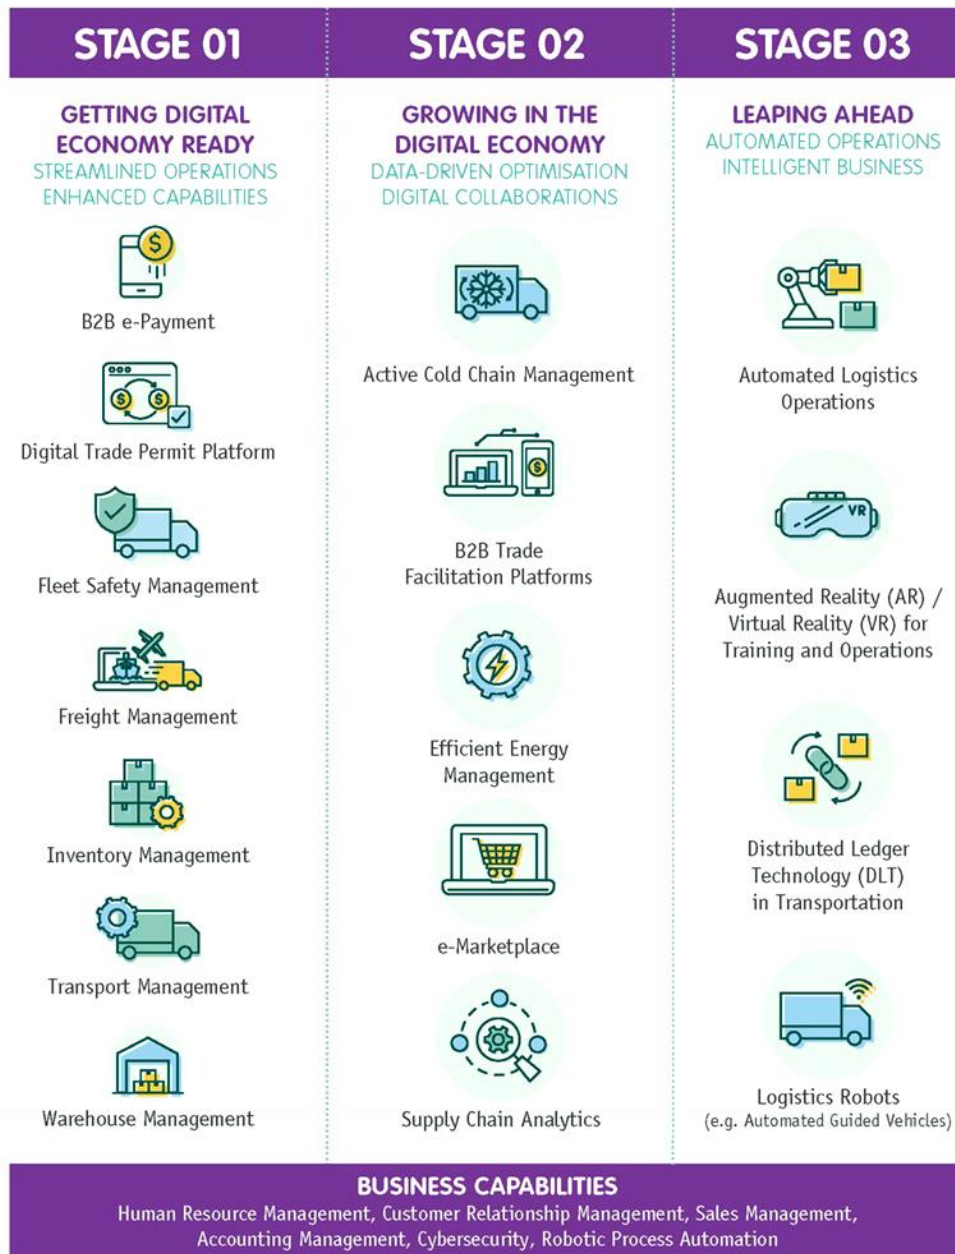 STAGE 01
GETTING DIGITAL
ECONOMY READY
STREAMLINED OPERATIONS
ENHANCED CAPABILITIES
$
B2B e-Payment
$ $
Digital Trade Permit Platform
Fleet Safety Management
Freight Management
Inventory Management
Transport Management
Warehouse Management
STAGE 02
GROWING IN THE
DIGITAL ECONOMY
DATA-DRIVEN OPTIMISATION
DIGITAL COLLABORATIONS
Active Cold Chain Management
$
B2B Trade
Facilitation Platforms
Efficient Energy
Management
e-Marketplace
Supply Chain Analytics
STAGE 03
LEAPING AHEAD
AUTOMATED OPERATIONS
INTELLIGENT BUSINESS
Automated Logistics
Operations
VR
Augmented Reality (AR) /
Virtual Reality (VR) for
Training and Operations
Distributed Ledger
Technology (DLT)
in Transportation
Logistics Robots
(e.g. Automated Guided Vehicles)
BUSINESS CAPABILITIES
Human Resource Management, Customer Relationship Management, Sales Management,
Accounting Management, Cybersecurity, Robotic Process Automation